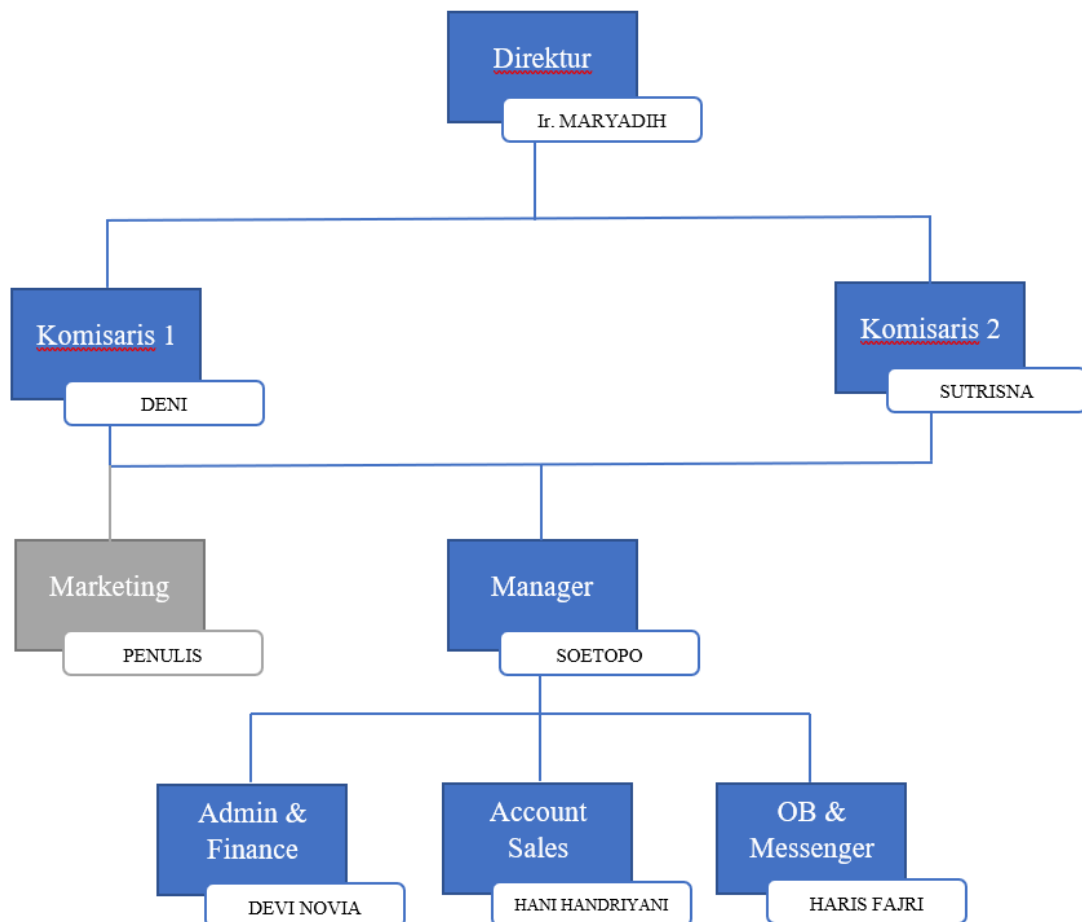 Direktur
Ir. MARYADIH
Komisaris 1
DENI
Komisaris 2
SUTRISNA
Marketing
PENULIS
Manager
SOETOPO
Admin &
Finance
DEVI NOVIA
Account
Sales
HANI HANDRIYANI
OB &
Messenger
HARIS FAJRI